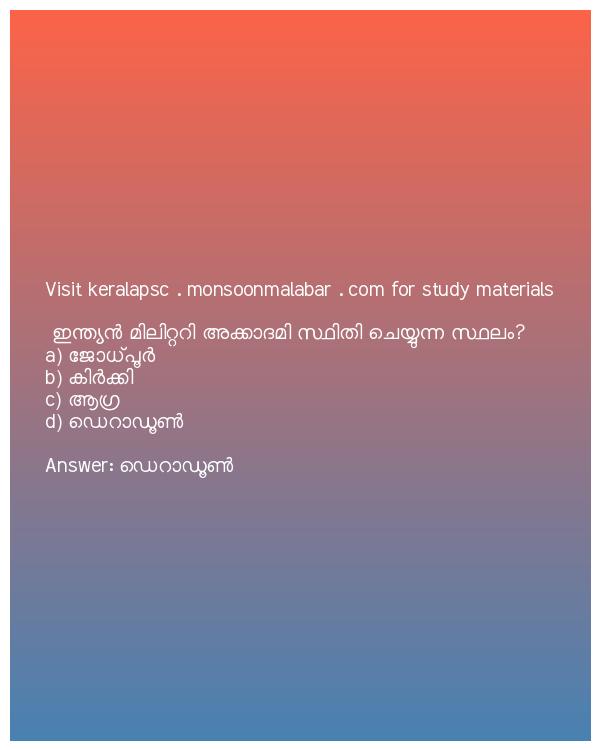 Visit keralapsc . monsoonmalabar . com for study materials
ഇന്ത്യൻ മിലിറ്ററി അക്കാദമി സ്ഥിതി ചെയ്യുന്ന സ്ഥലം?
a) ജോധ്പൂർ
b) കിർക്കി
c) ആഗ്ര
d) ഡെറാഡൂൺ
Answer: ഡെറാഡൂൺ